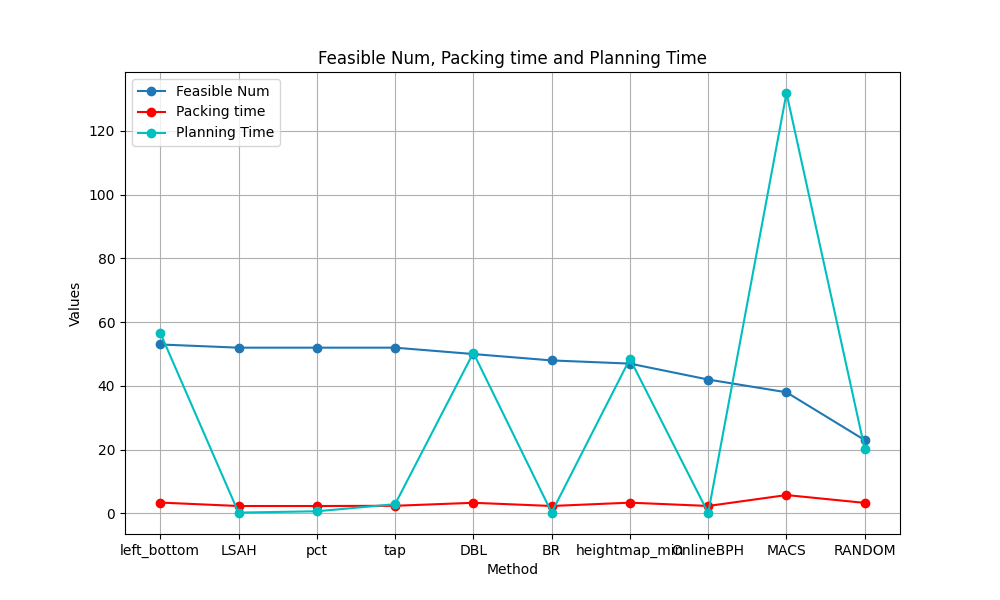 Feasible Num, Packing time and Planning Time
Feasible Num
Packing time
Planning Time
120
100
80
60
40
20
0
Values
left_bottom LSAH pct tap DBL BR heightmap_min OnlineBPH MACS RANDOM
Method